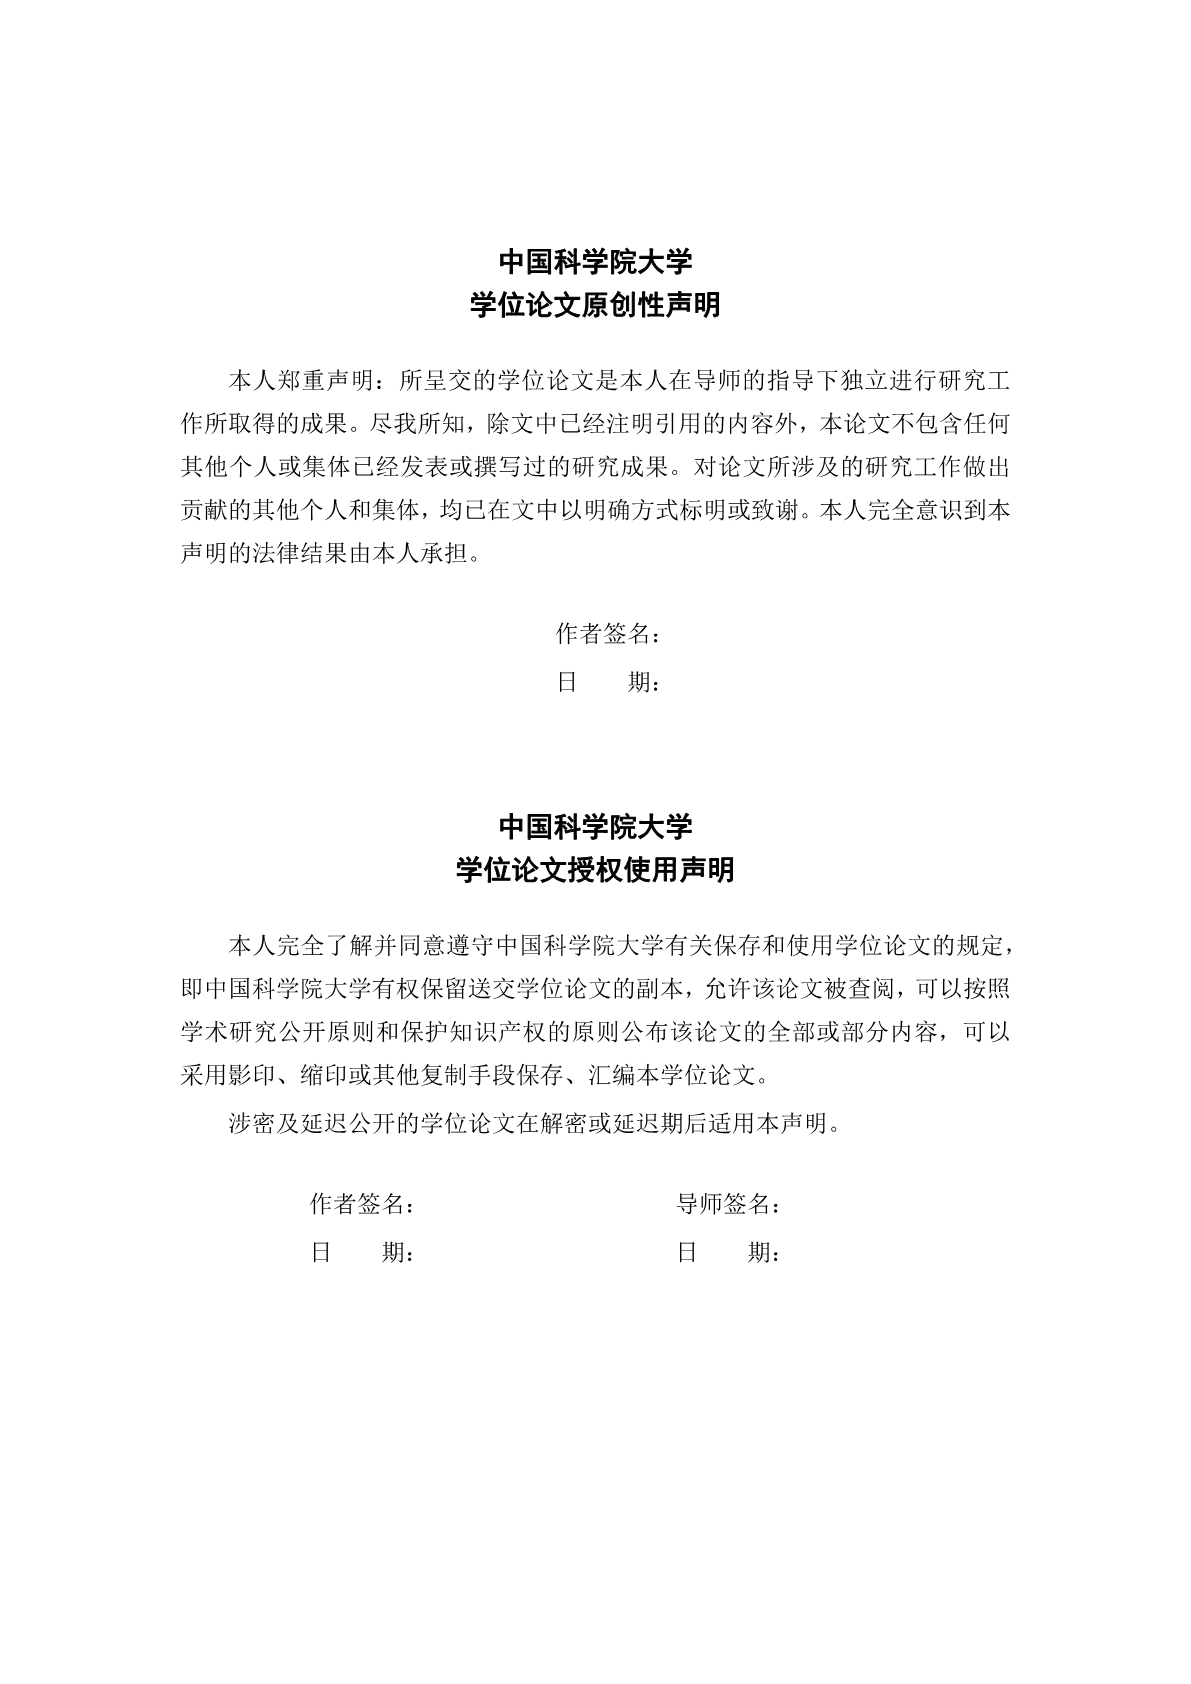 中国科学院大学
学位论文原创性声明
本人郑重声明：所呈交的学位论文是本人在导师的指导下独立进行研究工
作所取得的成果。尽我所知，除文中已经注明引用的内容外，本论文不包含任何
其他个人或集体已经发表或撰写过的研究成果。对论文所涉及的研究工作做出
贡献的其他个人和集体，均已在文中以明确方式标明或致谢。本人完全意识到本
声明的法律结果由本人承担。
作者签名：
日　　期：
中国科学院大学
学位论文授权使用声明
本人完全了解并同意遵守中国科学院大学有关保存和使用学位论文的规定，
即中国科学院大学有权保留送交学位论文的副本，允许该论文被查阅，可以按照
学术研究公开原则和保护知识产权的原则公布该论文的全部或部分内容，可以
采用影印、缩印或其他复制手段保存、汇编本学位论文。
涉密及延迟公开的学位论文在解密或延迟期后适用本声明。
作者签名：　　　　　　　　　　　导师签名：
日　　期：　　　　　　　　　　　日　　期：